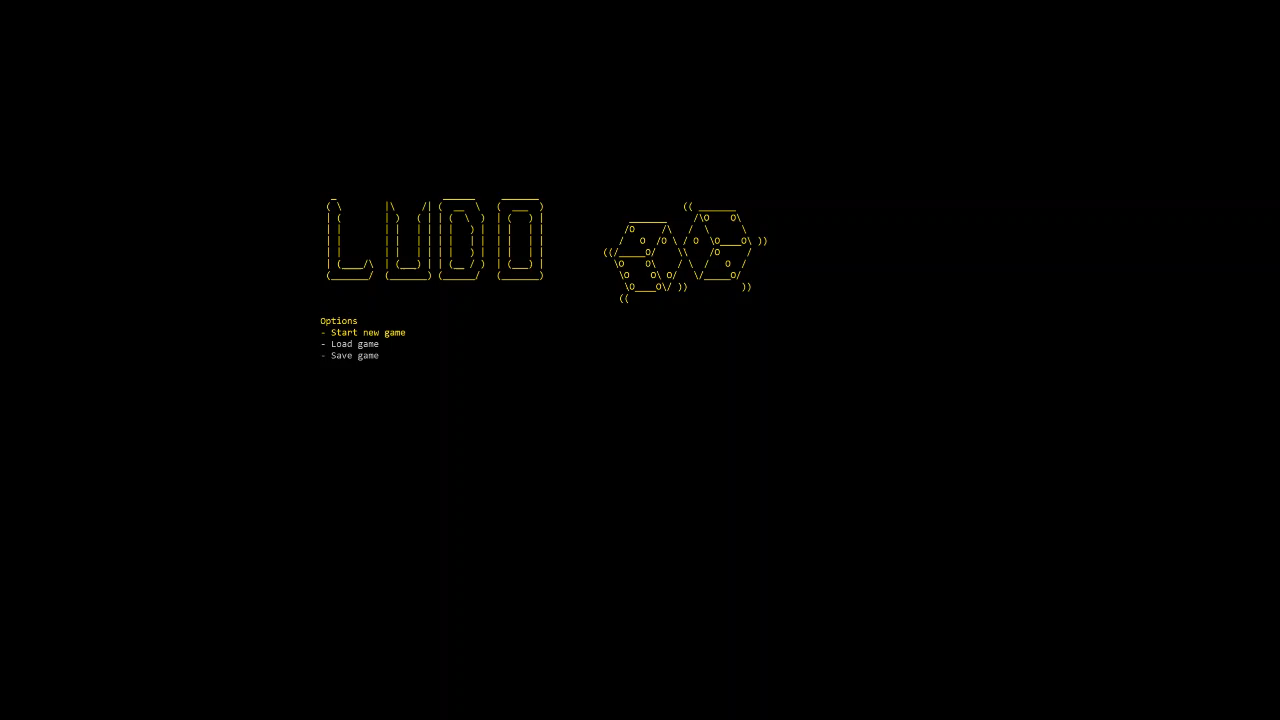 LUDO
Options
- Start new game
- Load game
- Save game